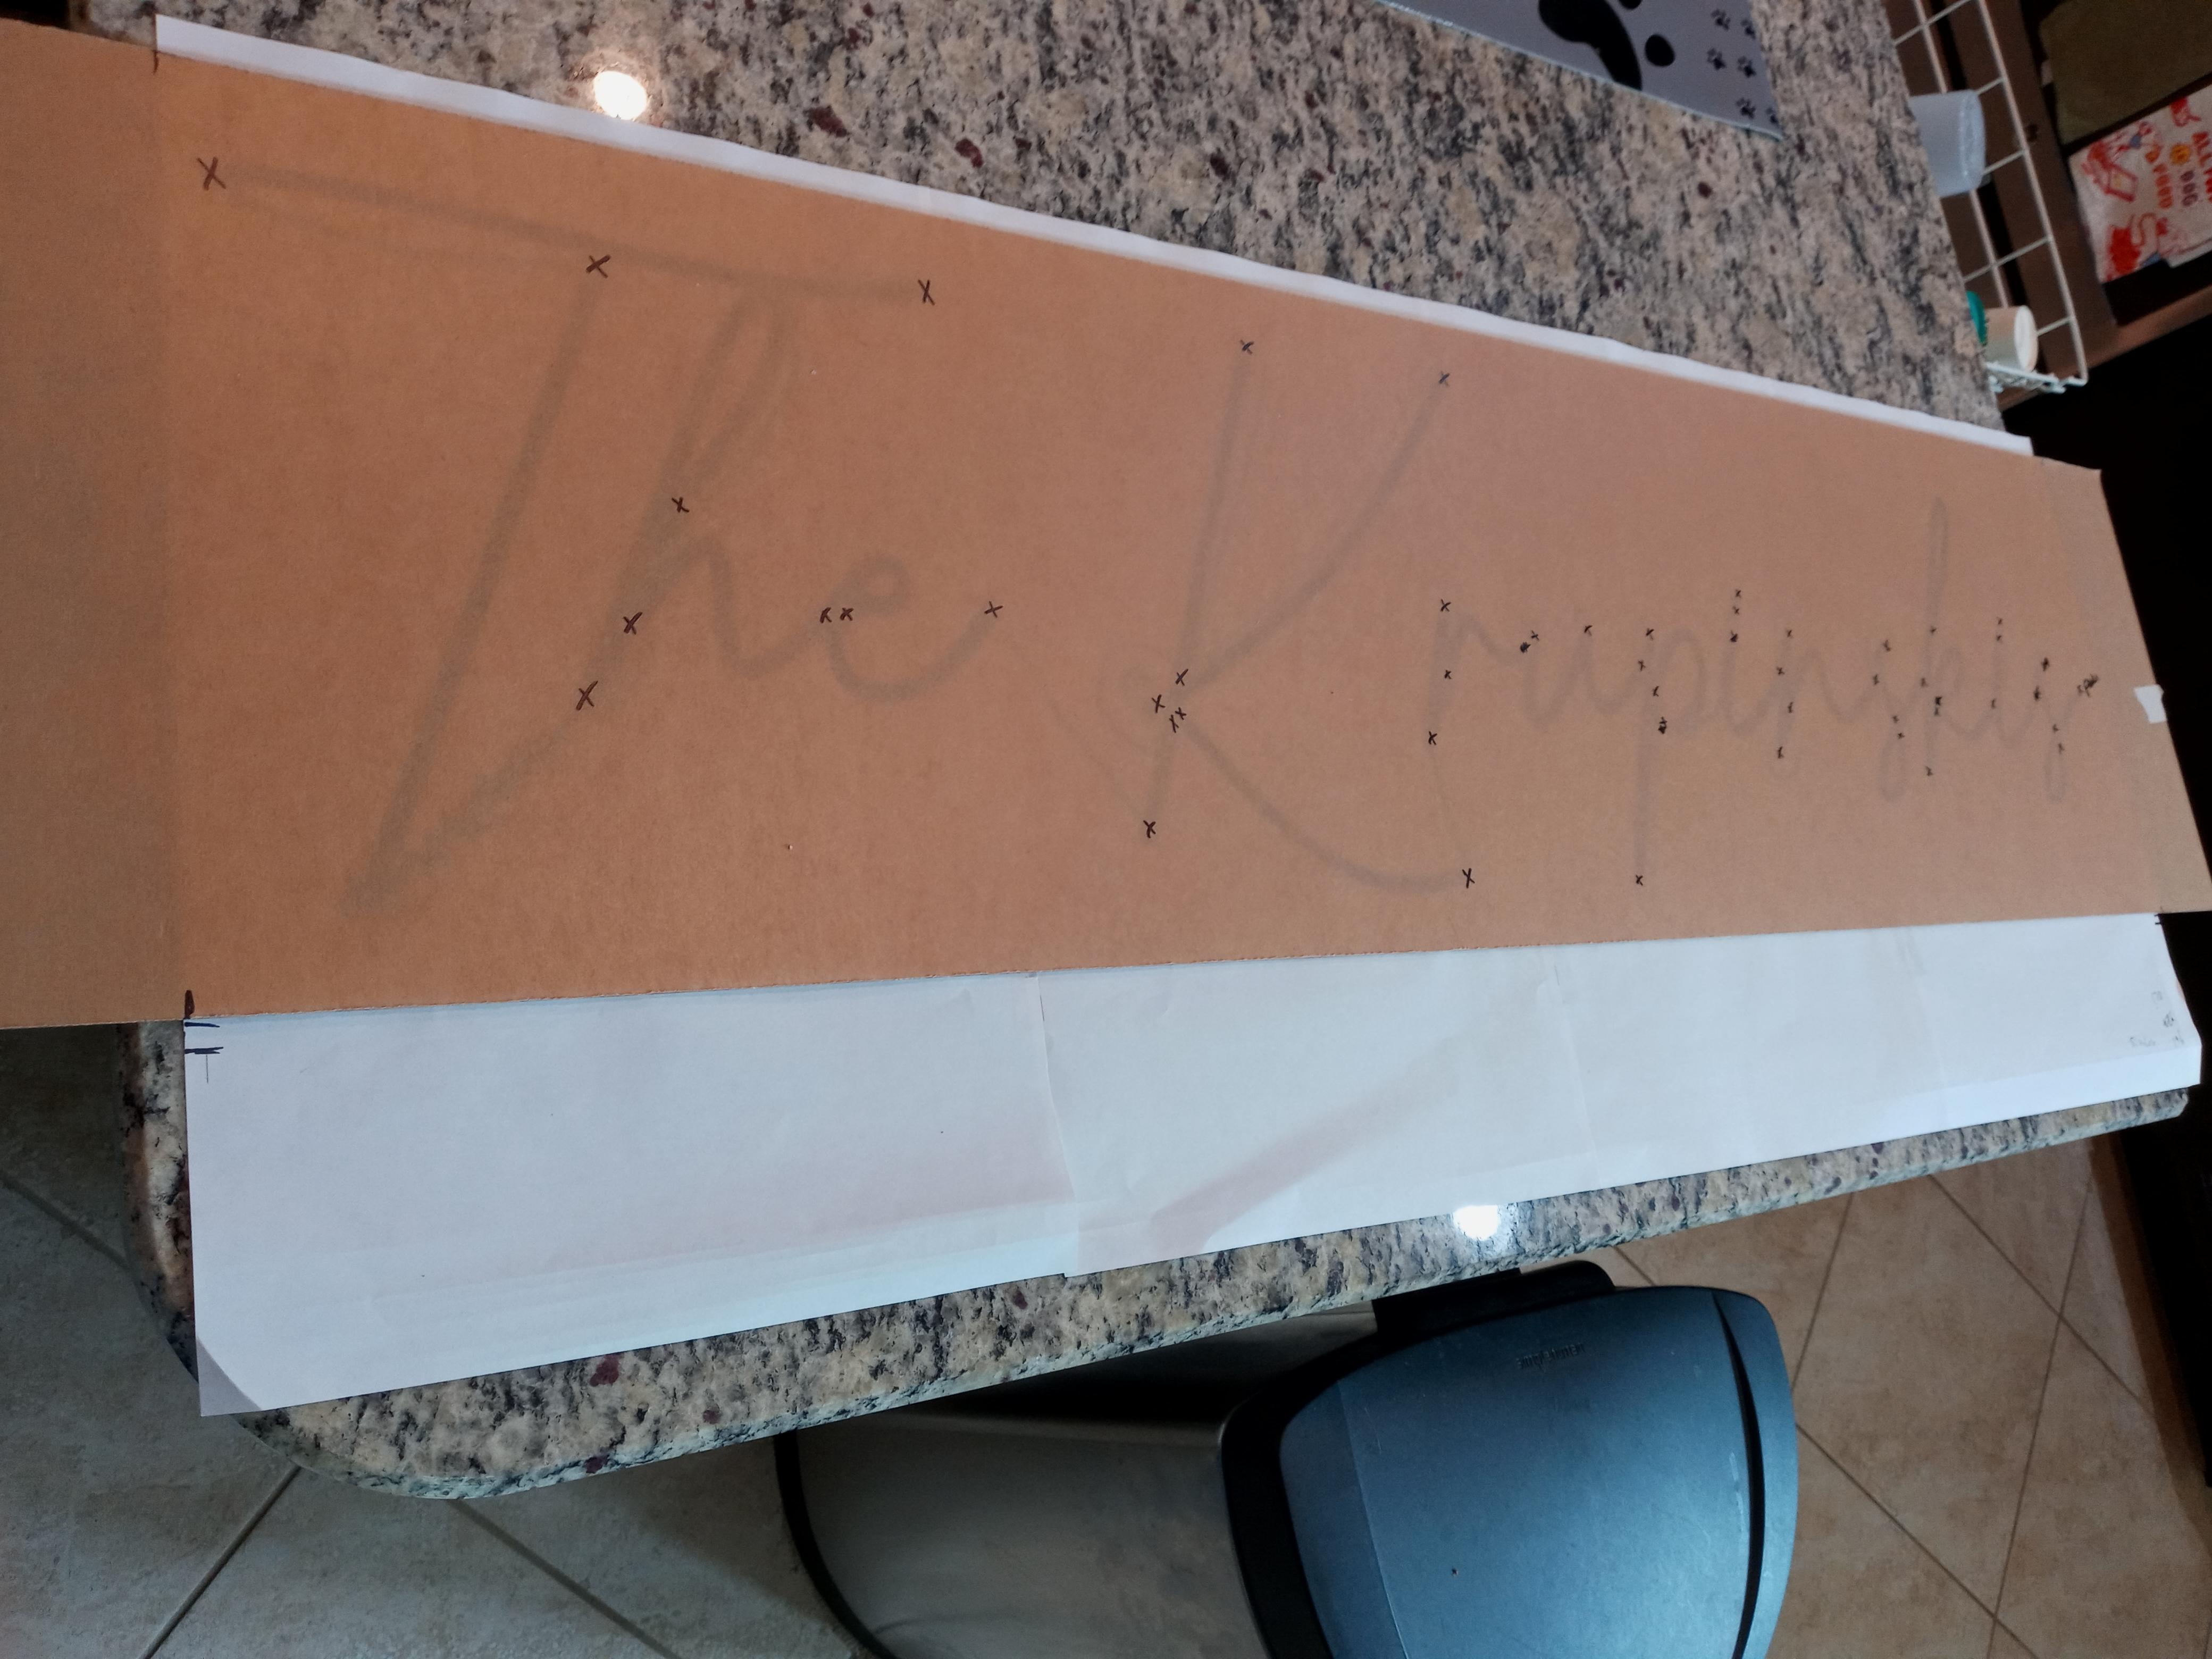 The Krupinskis